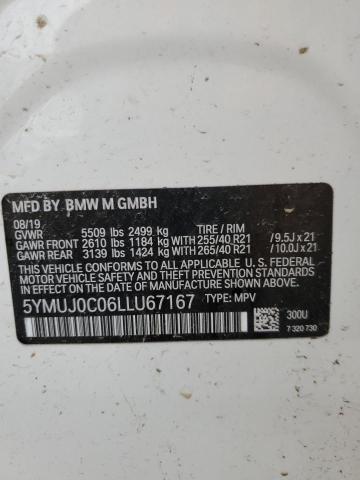 MFD BY BMW M GMBH
08/19
GVWR 5509 lbs 2499 kg TIRE / RIM
GAWR FRONT 2610 lbs 1184 kg WITH 255/40 R21 / 9.5J x 21
GAWR REAR 3139 lbs 1424 kg WITH 265/40 R21 / 10.0J x 21
THIS VEHICLE CONFORMS TO ALL APPLICABLE U. S. FEDERAL
MOTOR VEHICLE SAFETY AND THEFT PREVENTION STANDARDS
IN EFFECT ON THE DATE OF MANUFACTURE SHOWN ABOVE.
5YMUJ0C06LLU67167 TYPE: MPV
300U
7 320 730